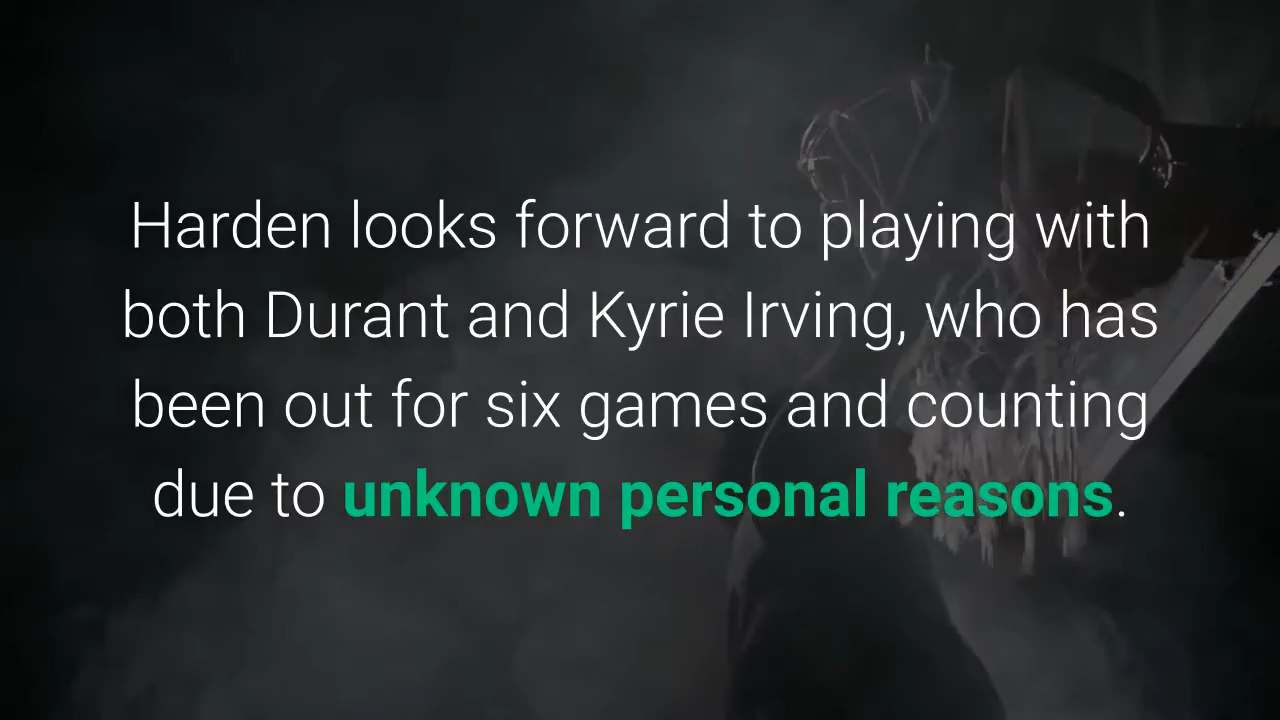 Harden looks forward to playing with
both Durant and Kyrie Irving, who has
been out for six games and counting
due to unknown personal reasons.